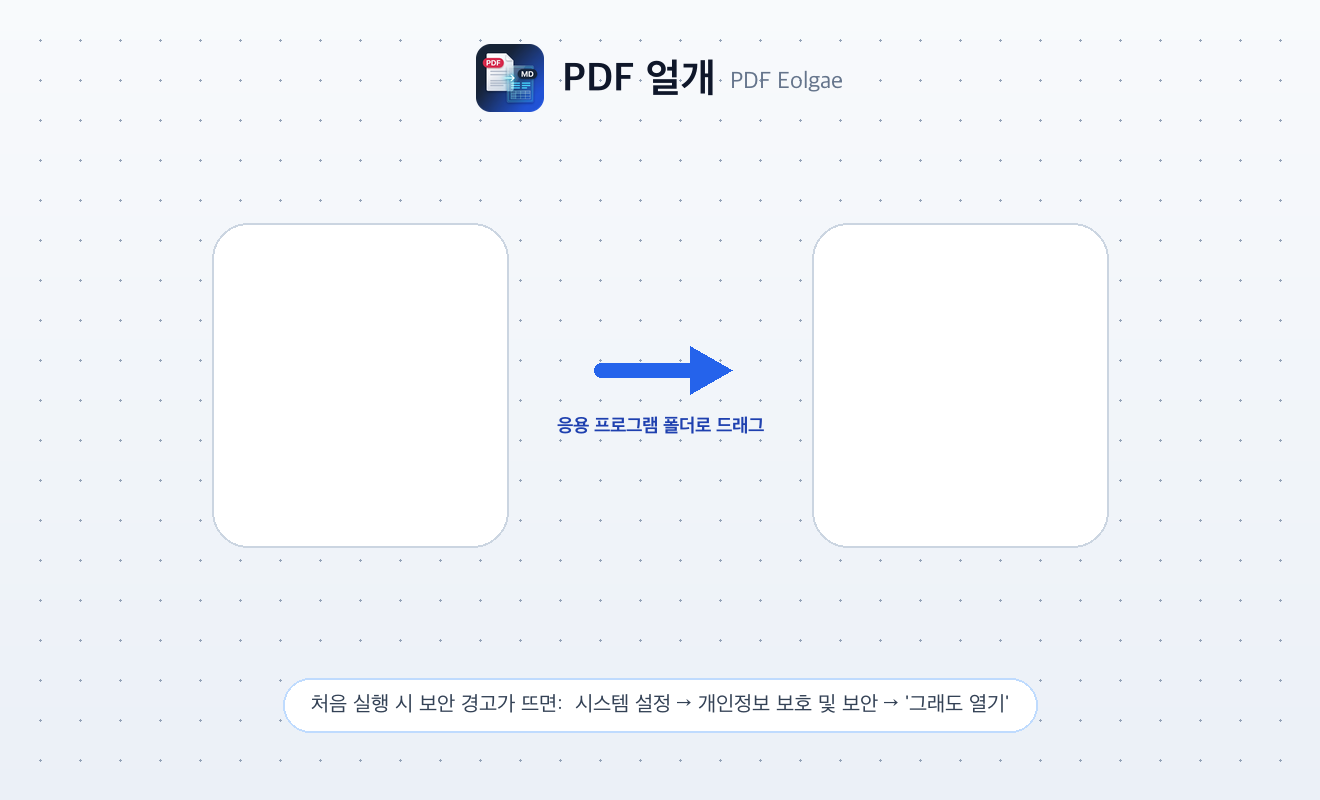 PDF
MD
PDF 얼개 PDF Eolgae
응용 프로그램 폴더로 드래그
처음 실행 시 보안 경고가 뜨면: 시스템 설정 → 개인정보 보호 및 보안 → '그래도 열기'